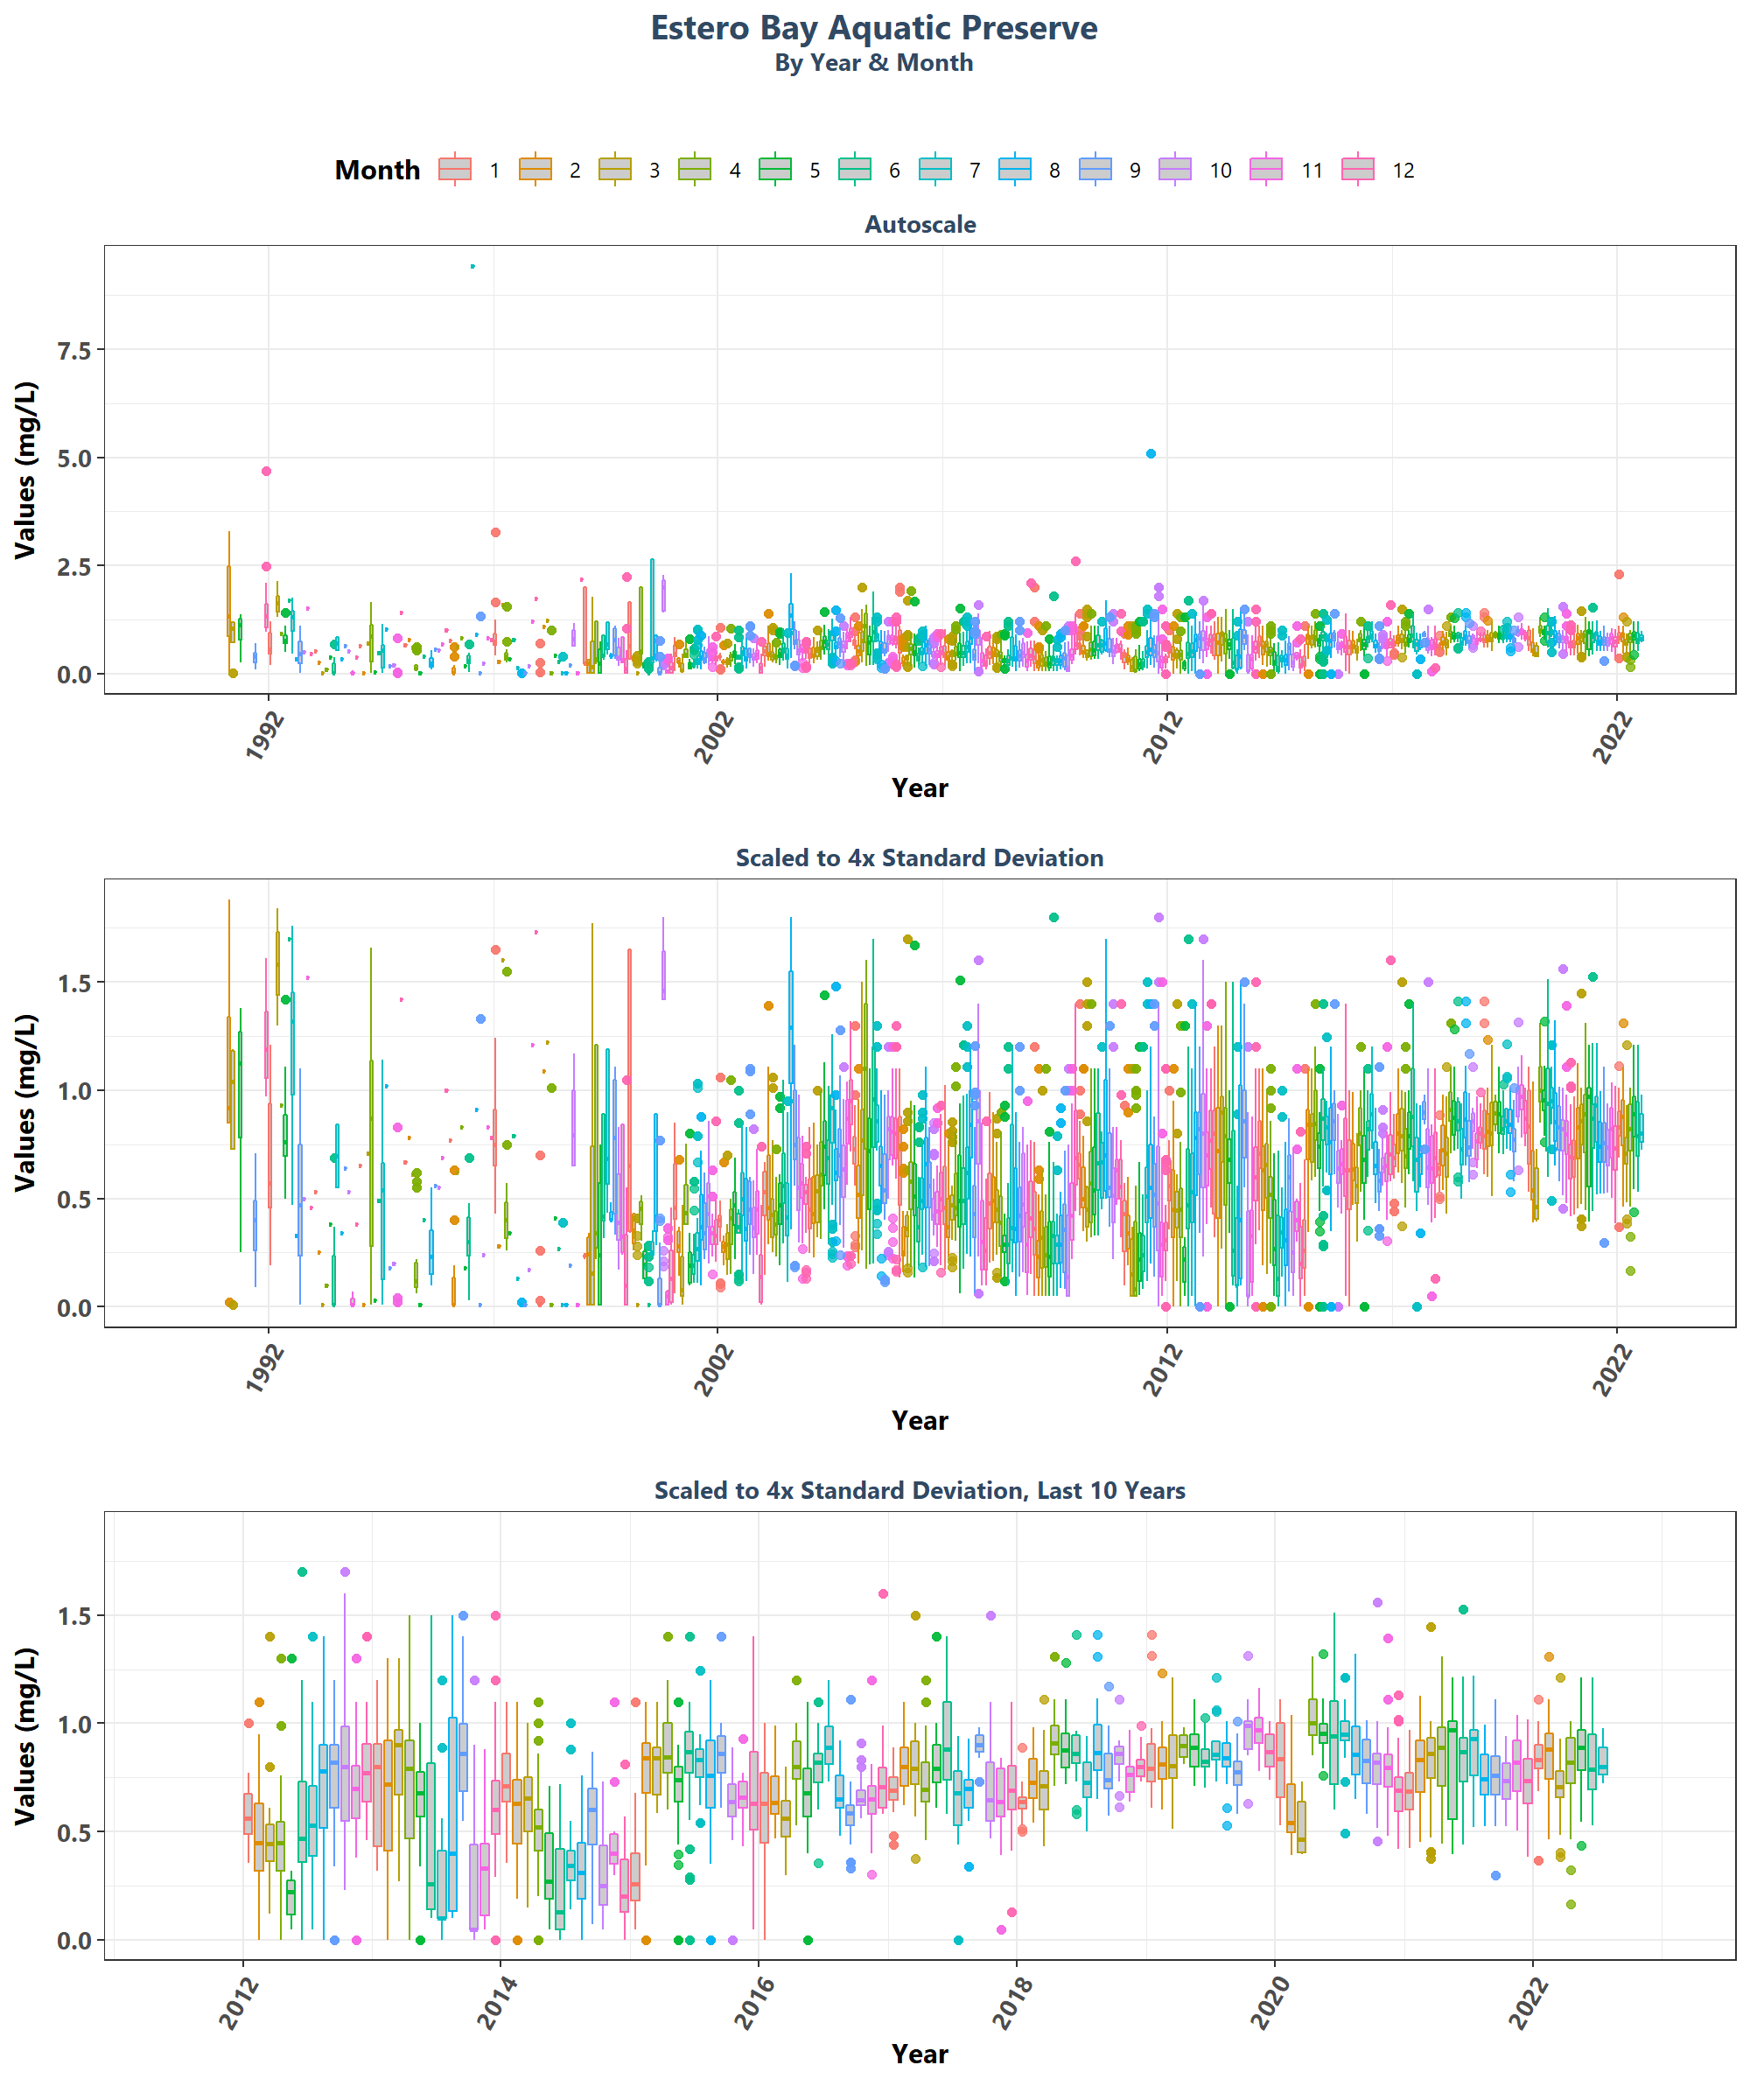 Estero Bay Aquatic Preserve
By Year & Month
Month 1 2 3 4 5 6 7 8 9 10 11 12
Autoscale
Values (mg/L)
7.5
5.0
2.5
0.0
1992 2002 2012 2022
Year
Scaled to 4x Standard Deviation
Values (mg/L)
1.5
1.0
0.5
0.0
1992 2002 2012 2022
Year
Scaled to 4x Standard Deviation, Last 10 Years
Values (mg/L)
1.5
1.0
0.5
0.0
2012 2014 2016 2018 2020 2022
Year